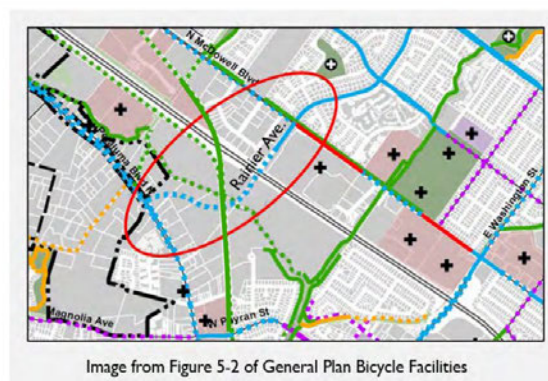 N McDowell Blvd
Petaluma Blvd N
Rainier Ave.
E Washington St
Magnolia Ave
N Payran St
Image from Figure 5-2 of General Plan Bicycle Facilities